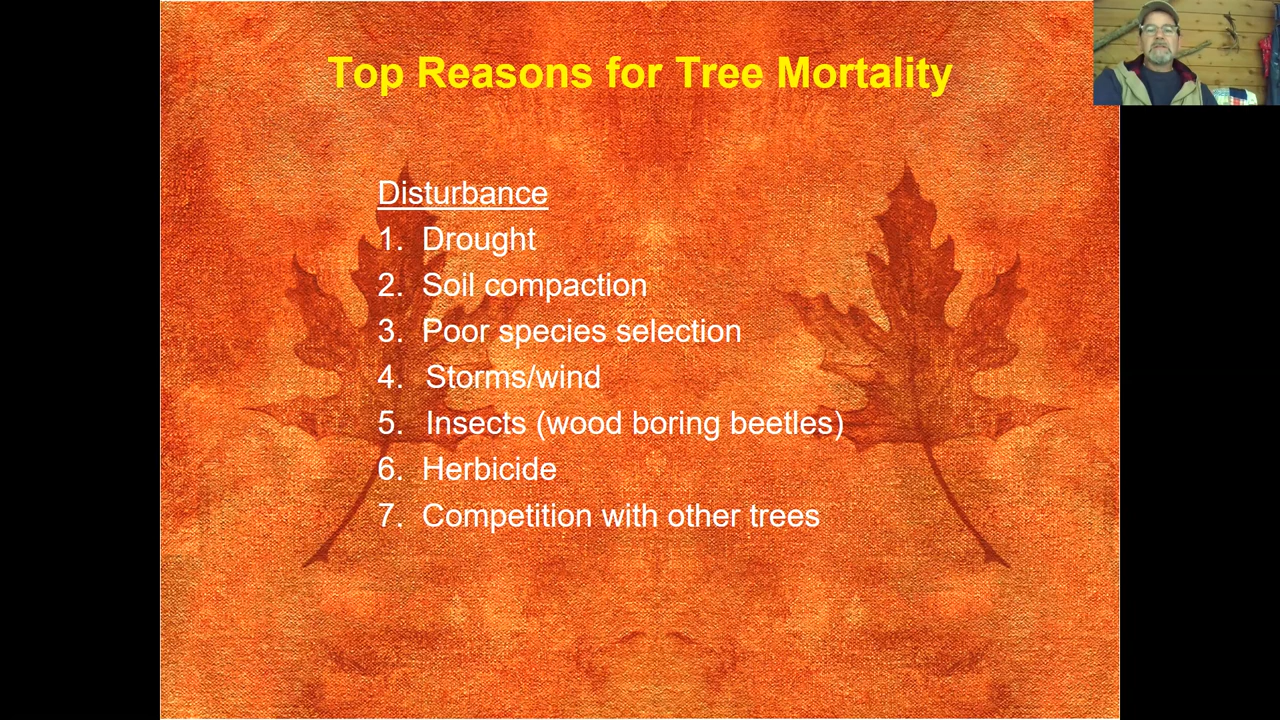 Top Reasons for Tree Mortality
Disturbance
1. Drought
2. Soil compaction
3. Poor species selection
4. Storms/wind
5. Insects (wood boring beetles)
6. Herbicide
7. Competition with other trees